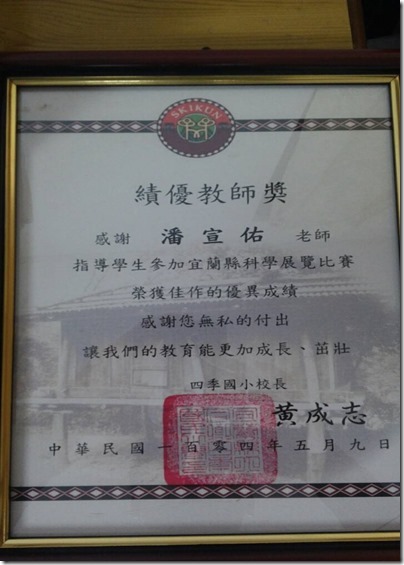 SKIKUN
績優教師獎
感謝 潘宣佑 老師
指導學生參加宜蘭縣科學展覽比賽
榮獲佳作的優異成績
感謝您無私的付出
讓我們的教育能更加成長、茁壯
四季國小校長
黃成志
中華民國一百零四年五月九日